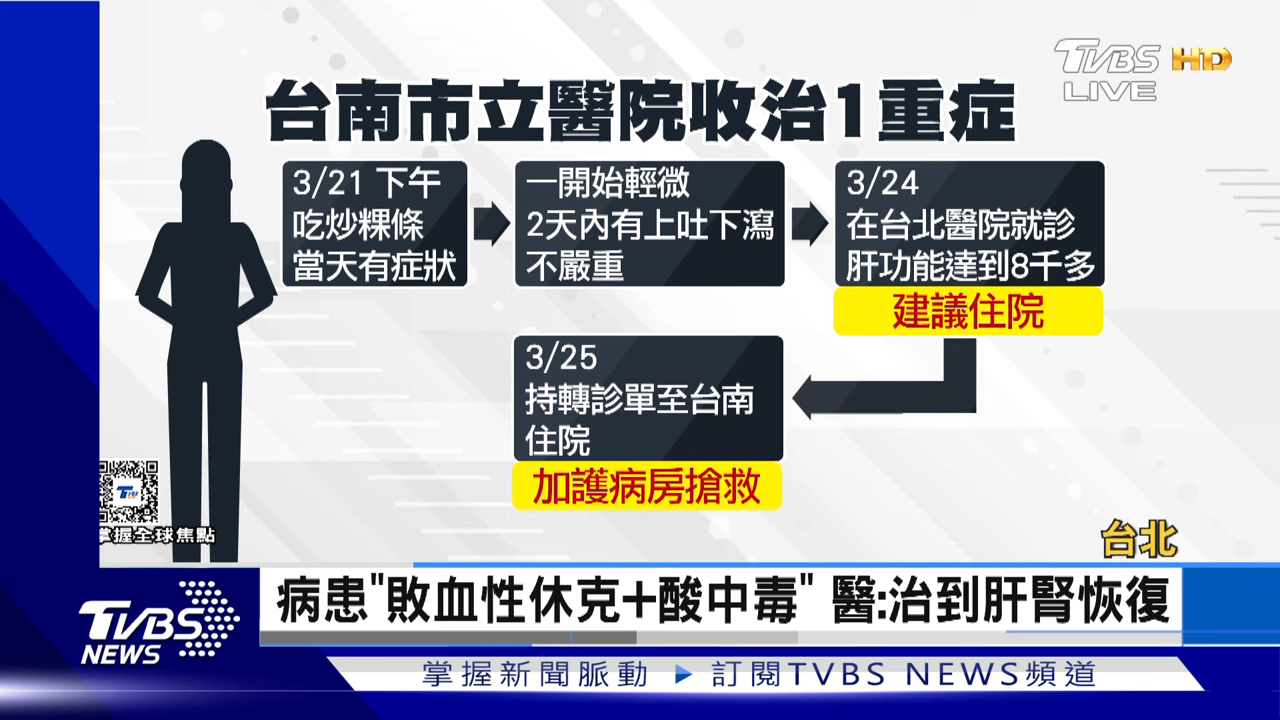 TVBS HD
LIVE
台南市立醫院收治1重症
3/21 下午
吃炒粿條
當天有症狀
一開始輕微
2天內有上吐下瀉
不嚴重
3/24
在台北醫院就診
肝功能達到8千多
建議住院
3/25
持轉診單至台南
住院
加護病房搶救
TVBS
掌握全球焦點
台北
病患"敗血性休克+酸中毒" 醫:治到肝腎恢復
TVBS
NEWS
掌握新聞脈動 ▶ 訂閱TVBS NEWS頻道